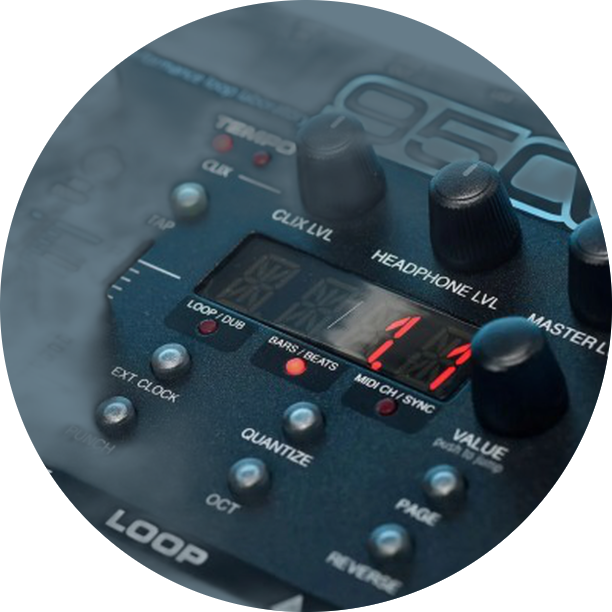 950
TEMPO
CLIX
TAP
CLIX LVL
HEADPHONE LVL
MASTER L
LOOP / DUB
BARS / BEATS
MIDI CH / SYNC
1.1
EXT CLOCK
PUNCH
QUANTIZE
VALUE
push to jump
OCT
PAGE
REVERSE
LOOP